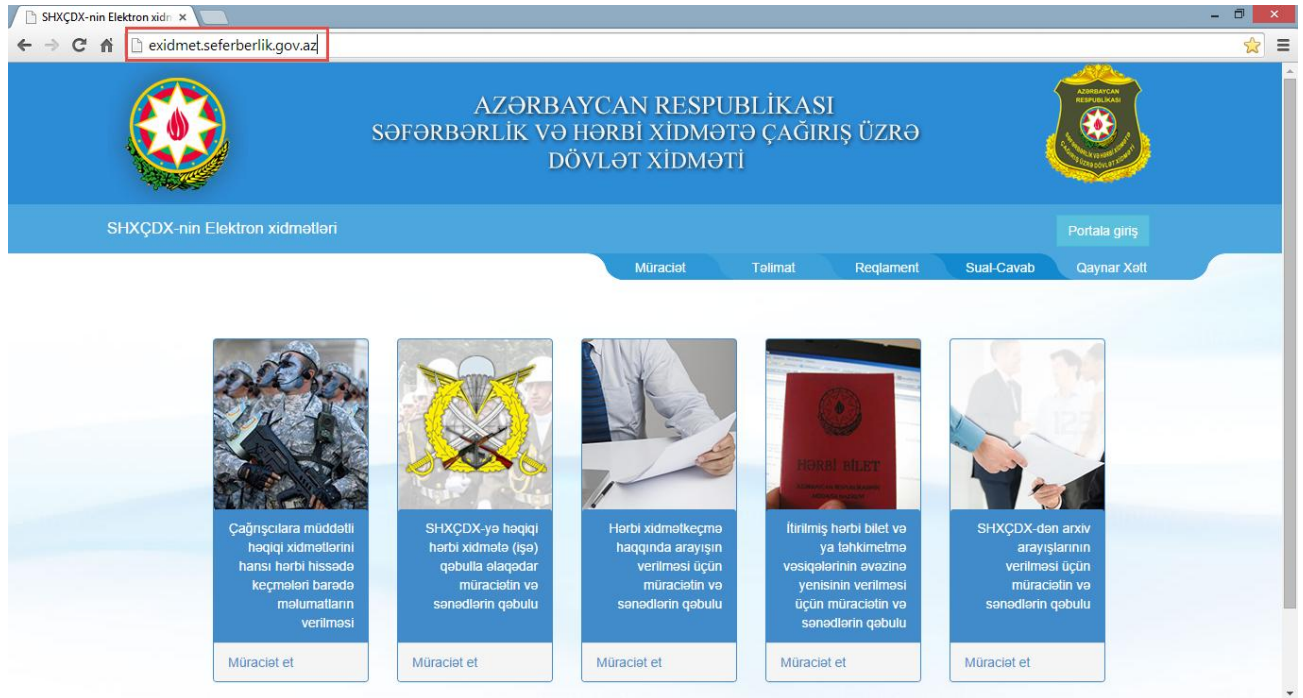 SHXÇDX-nin Elektron xidn
exidmet.seferberlik.gov.az
AZƏRBAYCAN RESPUBLİKASI
SƏFƏRBƏRLİK VƏ HƏRBİ XİDMƏTƏ ÇAĞIRIŞ ÜZRƏ
DÖVLƏT XİDMƏTİ
AZƏRBAYCAN
RESPUBLİKASI
SHXÇDX-nin Elektron xidmətləri
Portala giriş
Müraciət
Təlimat
Reqlament
Sual-Cavab
Qaynar Xətt
Çağrışcılara müddətli
həqiqi xidmətlərini
hansı hərbi hissədə
keçmələri barədə
məlumatların
verilməsi
Müraciət et
SHXÇDX-yə həqiqi
hərbi xidmətə (işə)
qəbulla əlaqədar
müraciətin və
sənədlərin qəbulu
Müraciət et
Hərbi xidmətkeçmə
haqqında arayışın
verilməsi üçün
müraciətin və
sənədlərin qəbulu
Müraciət et
HƏRBİ BİLET
İtirilmiş hərbi bilet və
ya təhkimetmə
vəsiqələrinin əvəzinə
yenisinin verilməsi
üçün müraciətin və
sənədlərin qəbulu
Müraciət et
SHXÇDX-dən arxiv
arayışlarının
verilməsi üçün
müraciətin və
sənədlərin qəbulu
Müraciət et